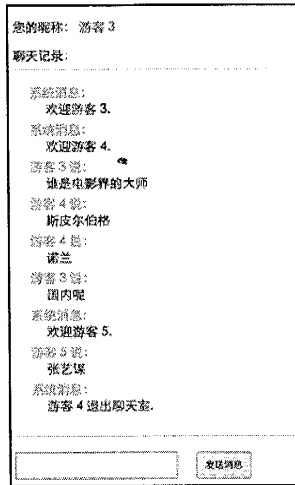 您的昵称： 游客 3
聊天记录：
系统消息：
欢迎游客 3.
系统消息：
欢迎游客 4.
游客 3 说：
谁是电影界的大师
游客 4 说：
斯皮尔伯格
游客 4 说：
诺兰
游客 3 说：
国内呢
系统消息：
欢迎游客 5.
游客 5 说：
张艺谋
系统消息：
游客 4 退出聊天室.
发送消息